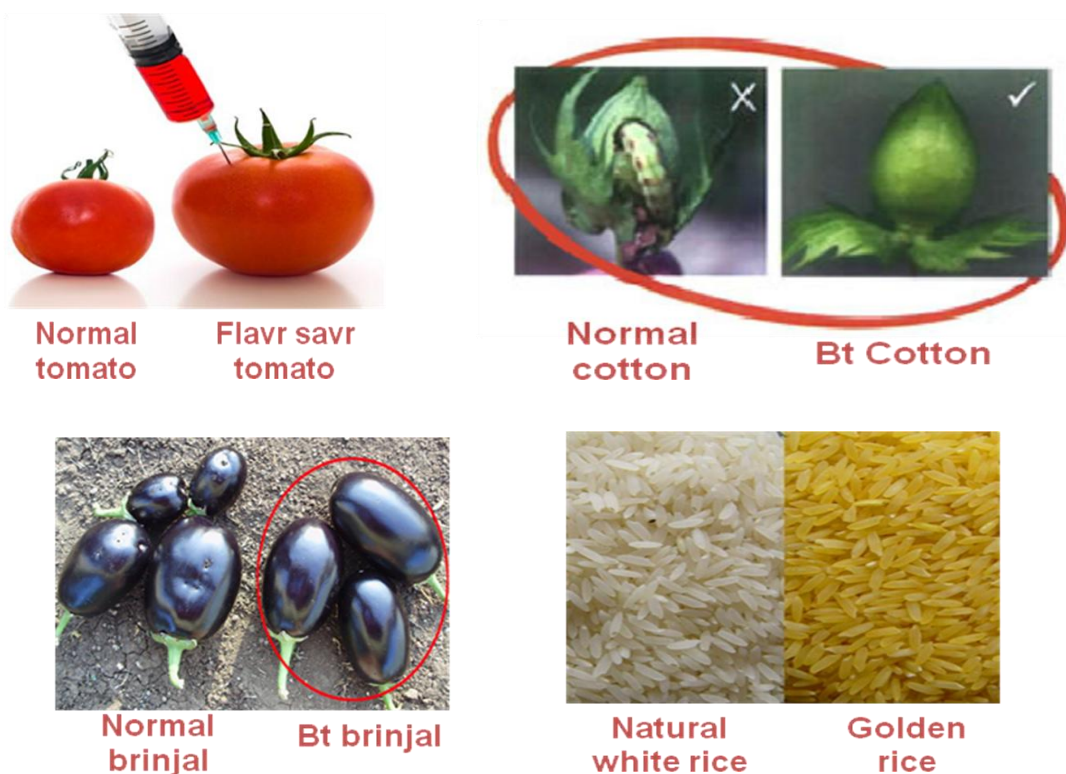 Normal
tomato
Flavr savr
tomato
X
✓
Normal
cotton
Bt Cotton
Normal
brinjal
Bt brinjal
Natural
white rice
Golden
rice